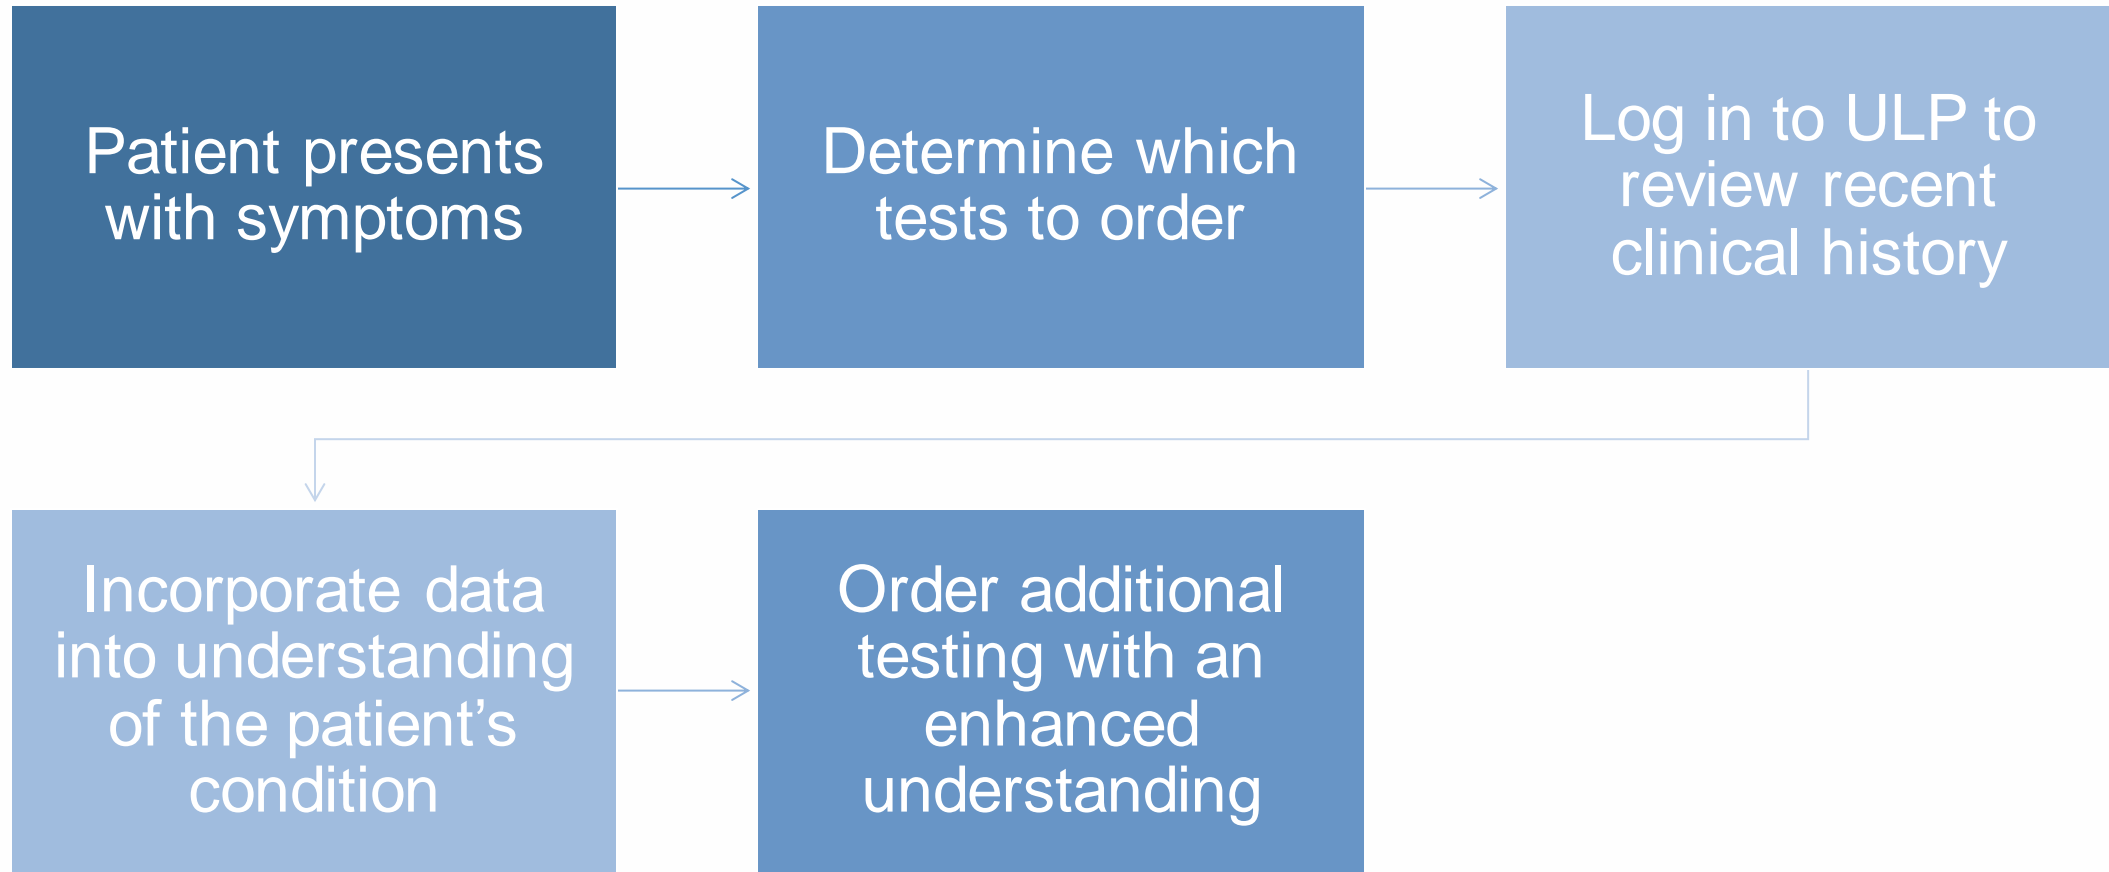 Patient presents
with symptoms
Determine which
tests to order
Log in to ULP to
review recent
clinical history
Incorporate data
into understanding
of the patient’s
condition
Order additional
testing with an
enhanced
understanding